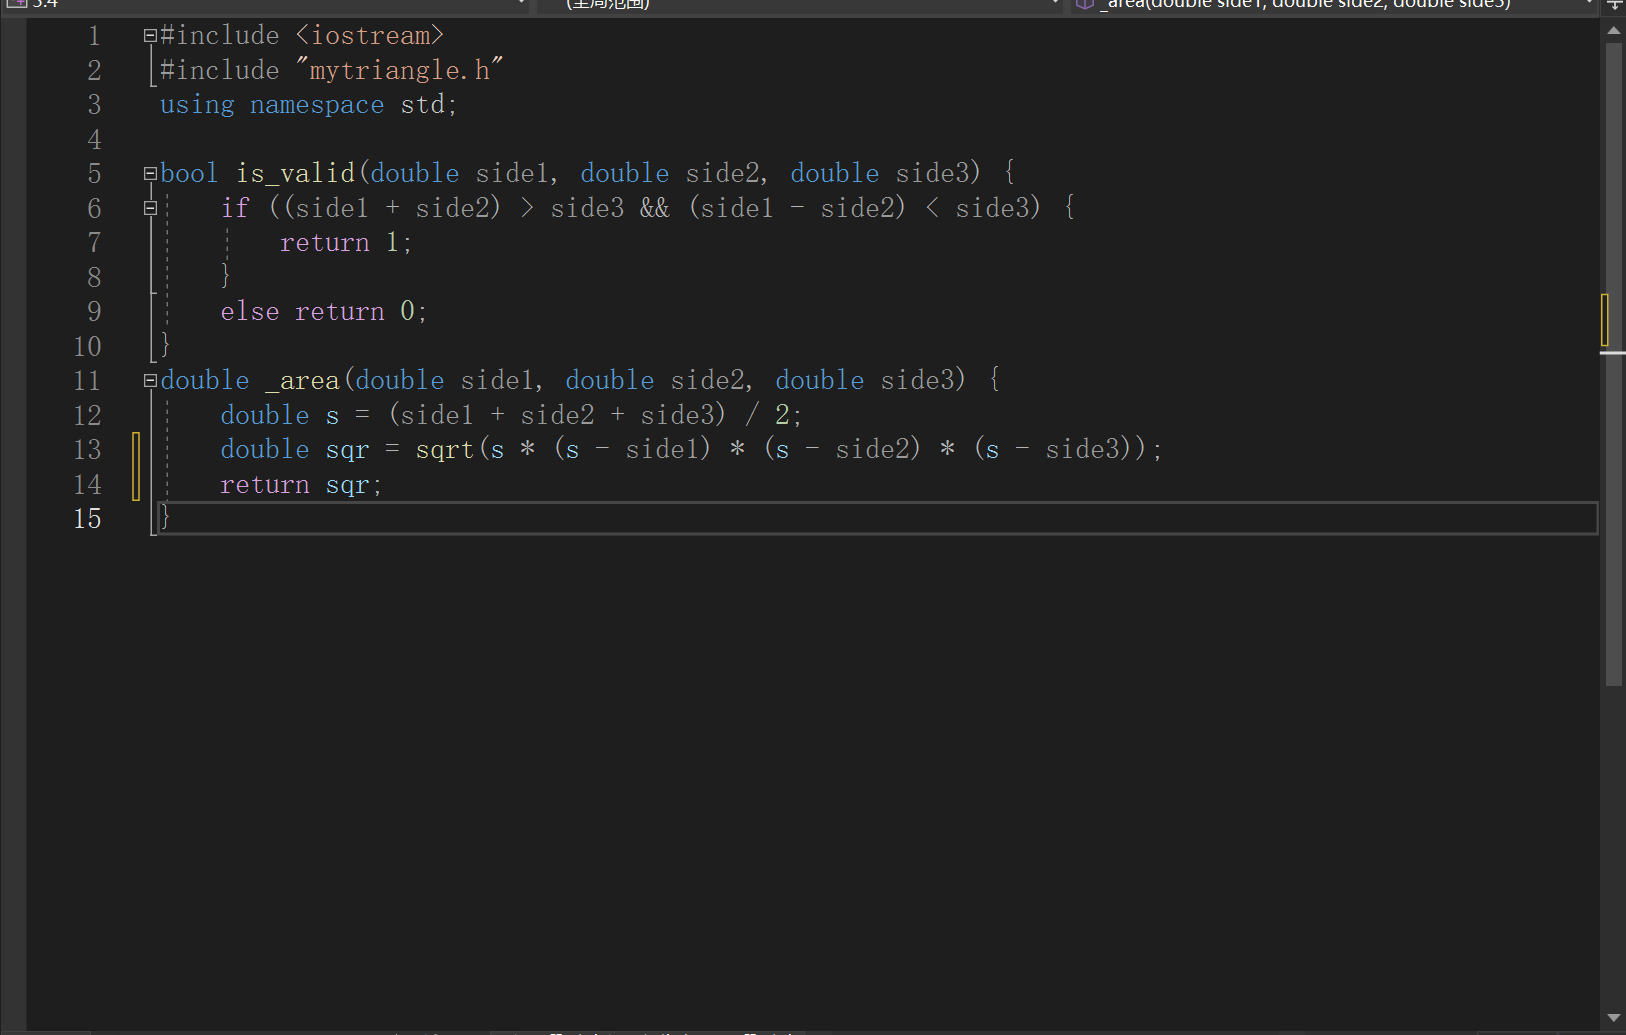 3.4 (全局范围) _area(double side1, double side2, double side3)
1 #include <iostream>
2 #include "mytriangle.h"
3 using namespace std;
4
5 bool is_valid(double side1, double side2, double side3) {
6 if ((side1 + side2) > side3 && (side1 - side2) < side3) {
7 return 1;
8 }
9 else return 0;
10 }
11 double _area(double side1, double side2, double side3) {
12 double s = (side1 + side2 + side3) / 2;
13 double sqr = sqrt(s * (s - side1) * (s - side2) * (s - side3));
14 return sqr;
15 }